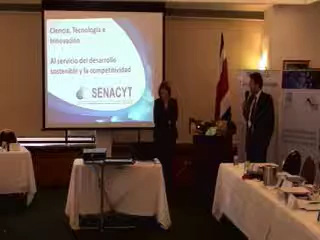 Ciencia, Tecnología e
Innovación
Al servicio del desarrollo
sostenible y la competitividad
SENACYT